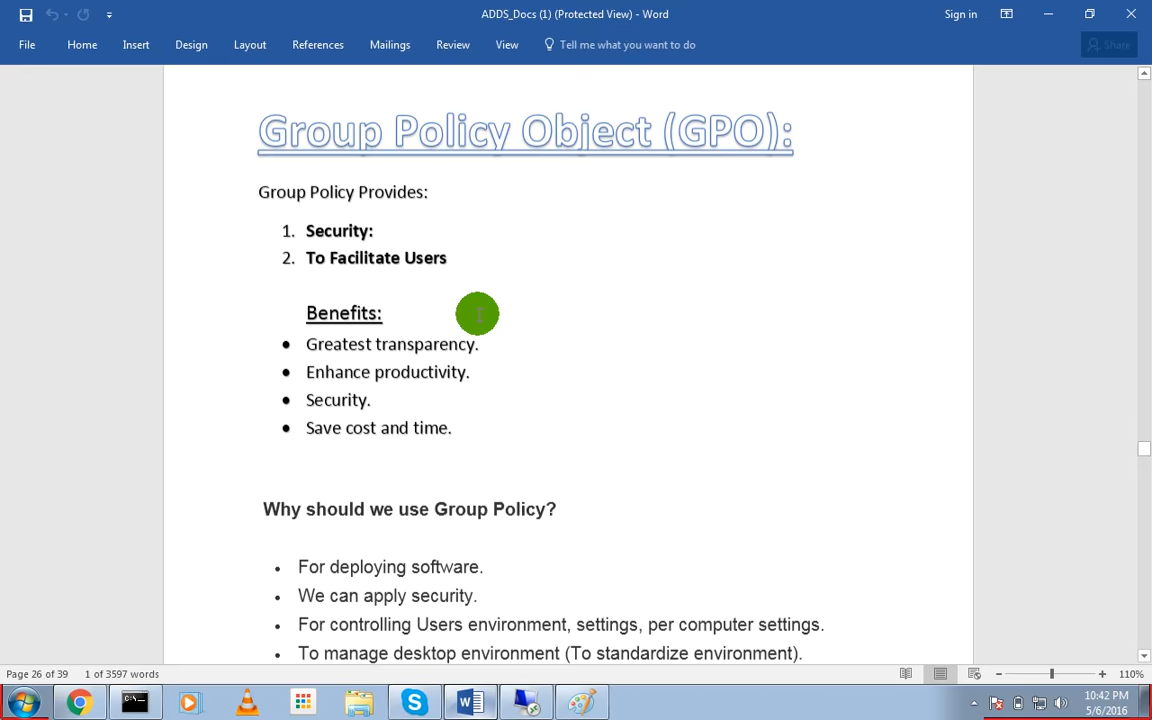 ADDS_Docs (1) (Protected View) - Word
Sign in
File Home Insert Design Layout References Mailings Review View Tell me what you want to do Share
Group Policy Object (GPO):
Group Policy Provides:
1. Security:
2. To Facilitate Users
Benefits:
• Greatest transparency.
• Enhance productivity.
• Security.
• Save cost and time.
Why should we use Group Policy?
• For deploying software.
• We can apply security.
• For controlling Users environment, settings, per computer settings.
• To manage desktop environment (To standardize environment).
Page 26 of 39 1 of 3597 words 110%
10:42 PM
5/6/2016